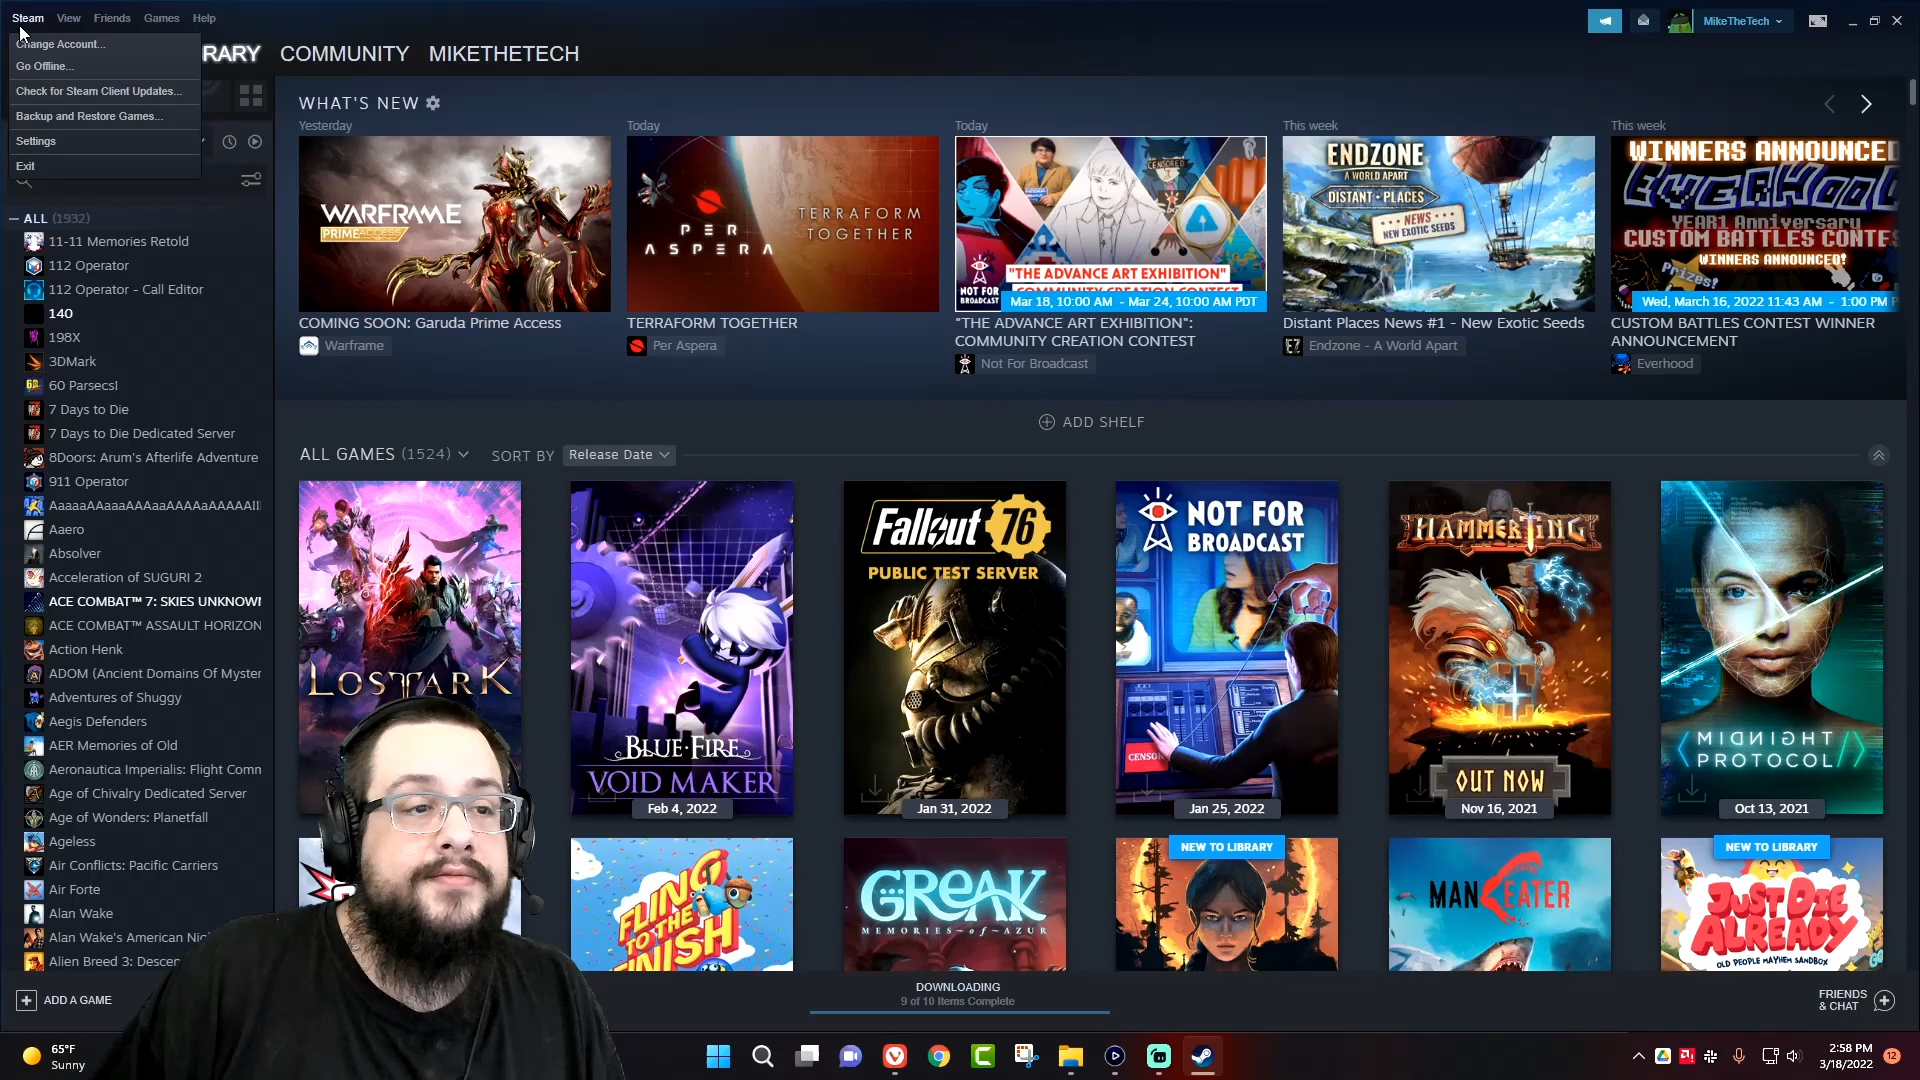 Steam View Friends Games Help
MikeTheTech
Change Account...
Go Offline...
Check for Steam Client Updates...
Backup and Restore Games...
Settings
Exit
RARY COMMUNITY MIKETHETECH
WHAT'S NEW
Yesterday
Today
Today
This week
This week
WARFRAME
PRIME ACCESS
PER
ASPERA
TERRAFORM
TOGETHER
CENSORED
NOT FOR
BROADCAST
"THE ADVANCE ART EXHIBITION"
COMMUNITY CREATION CONTEST
Mar 18, 10:00 AM - Mar 24, 10:00 AM PDT
ENDZONE
A WORLD APART
DISTANT PLACES
NEWS
NEW EXOTIC SEEDS
WINNERS ANNOUNCED
EVERHOOD
YEAR1 Anniversary
CUSTOM BATTLES CONTES
WINNERS ANNOUNCED!
Prizes!
Wed, March 16, 2022 11:43 AM - 1:00 PM P
COMING SOON: Garuda Prime Access
Warframe
TERRAFORM TOGETHER
Per Aspera
"THE ADVANCE ART EXHIBITION":
COMMUNITY CREATION CONTEST
Not For Broadcast
Distant Places News #1 - New Exotic Seeds
EZ
Endzone - A World Apart
CUSTOM BATTLES CONTEST WINNER
ANNOUNCEMENT
Everhood
ADD SHELF
ALL (1932)
11-11 Memories Retold
112 Operator
112 Operator - Call Editor
140
198X
3DMark
60 Parsecs!
7 Days to Die
7 Days to Die Dedicated Server
8Doors: Arum's Afterlife Adventure
911 Operator
Aaero
Absolver
Acceleration of SUGURI 2
ACE COMBAT™ 7: SKIES UNKNOWN
ACE COMBAT™ ASSAULT HORIZON
Action Henk
ADOM (Ancient Domains Of Myster
Adventures of Shuggy
Aegis Defenders
AER Memories of Old
Aeronautica Imperialis: Flight Comm
Age of Chivalry Dedicated Server
Age of Wonders: Planetfall
Ageless
Air Conflicts: Pacific Carriers
Air Forte
Alan Wake
Alan Wake's American Nig
Alien Breed 3: Descen
ADD A GAME
ALL GAMES (1524) SORT BY Release Date
LOST ARK
BLUE FIRE
VOID MAKER
Feb 4, 2022
Fallout 76
PUBLIC TEST SERVER
Jan 31, 2022
NOT FOR
BROADCAST
CENSO
Jan 25, 2022
HAMMERTING
OUT NOW
Nov 16, 2021
MIDNIGHT
PROTOCOL
Oct 13, 2021
FLING
TO THE
FINISH
GREAK
MEMORIES of AZUR
NEW TO LIBRARY
MANEATER
NEW TO LIBRARY
JUST DIE
ALREADY
OLD PEOPLE MAYHEM SANDBOX
DOWNLOADING
9 of 10 Items Complete
FRIENDS
& CHAT
65°F
Sunny
2:58 PM
3/18/2022
12